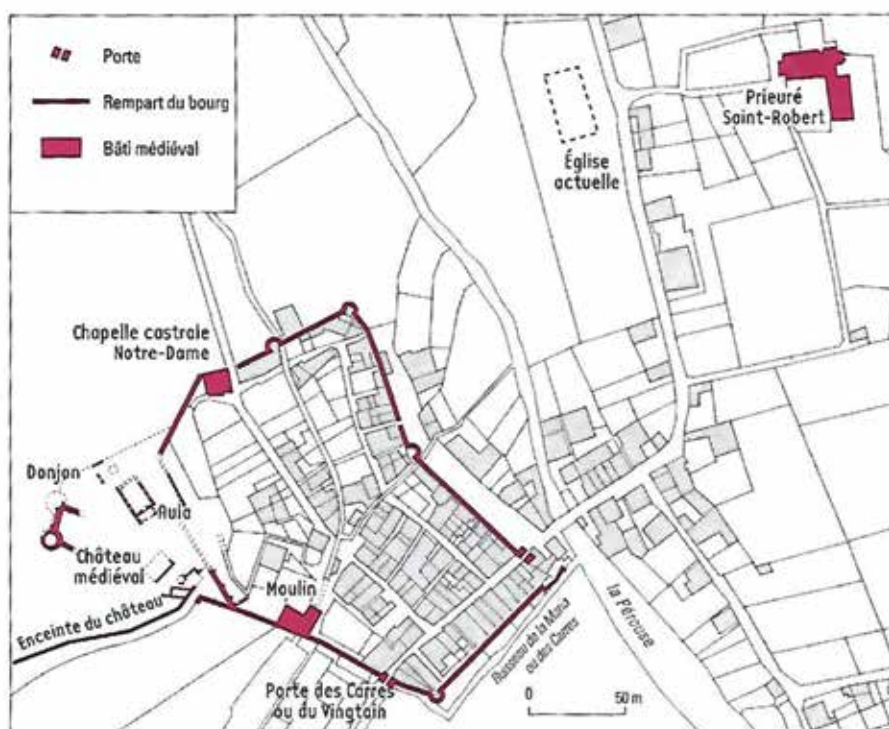 Porte
Rempart du bourg
Bâti médiéval
Prieuré
Saint-Robert
Église
actuelle
Chapelle castrale
Notre-Dame
Donjon
Aula
Château
médiéval
Moulin
Enceinte du château
la Pérouse
Ruisseau de la Mona
ou des Carres
Porte des Carres
ou du Vingtain
0 50 m